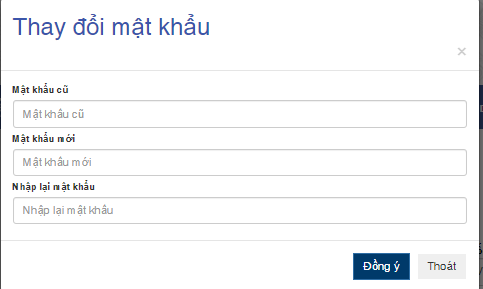 Thay đổi mật khẩu
×
Mật khẩu cũ
Mật khẩu cũ
Mật khẩu mới
Mật khẩu mới
Nhập lại mật khẩu
Nhập lại mật khẩu
Đồng ý Thoát